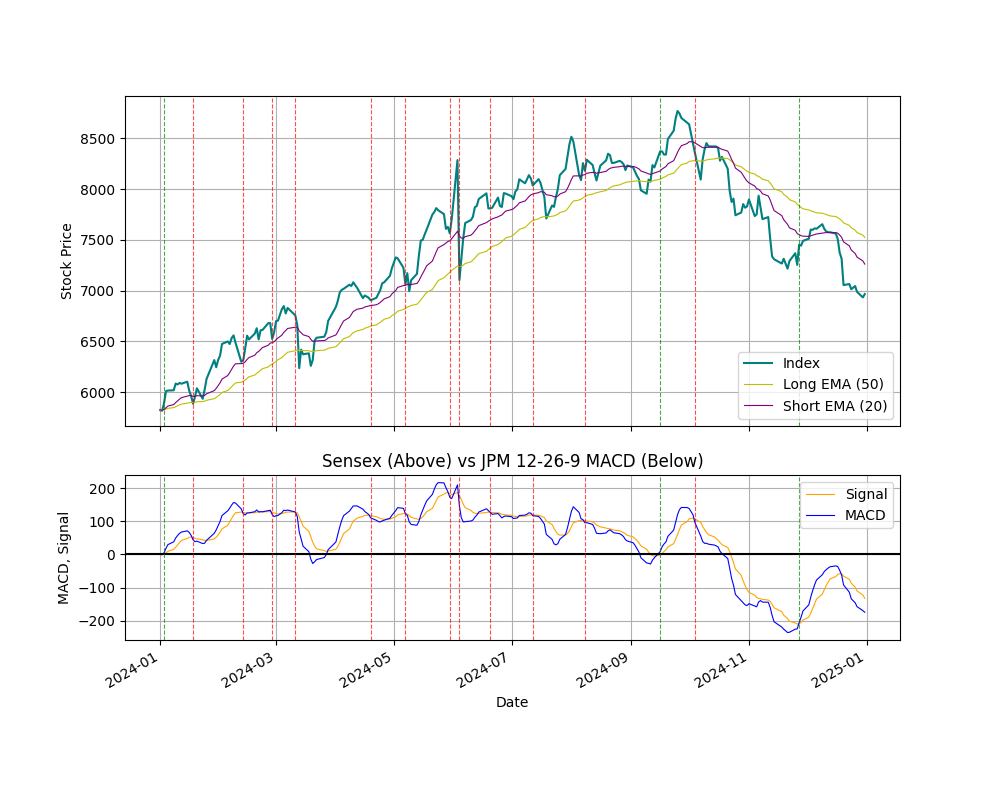 8500
8000
7500
7000
6500
6000
Stock Price
Index
Long EMA (50)
Short EMA (20)
Sensex (Above) vs JPM 12-26-9 MACD (Below)
200
100
0
−100
−200
MACD, Signal
Signal
MACD
2024-01
2024-03
2024-05
2024-07
2024-09
2024-11
2025-01
Date